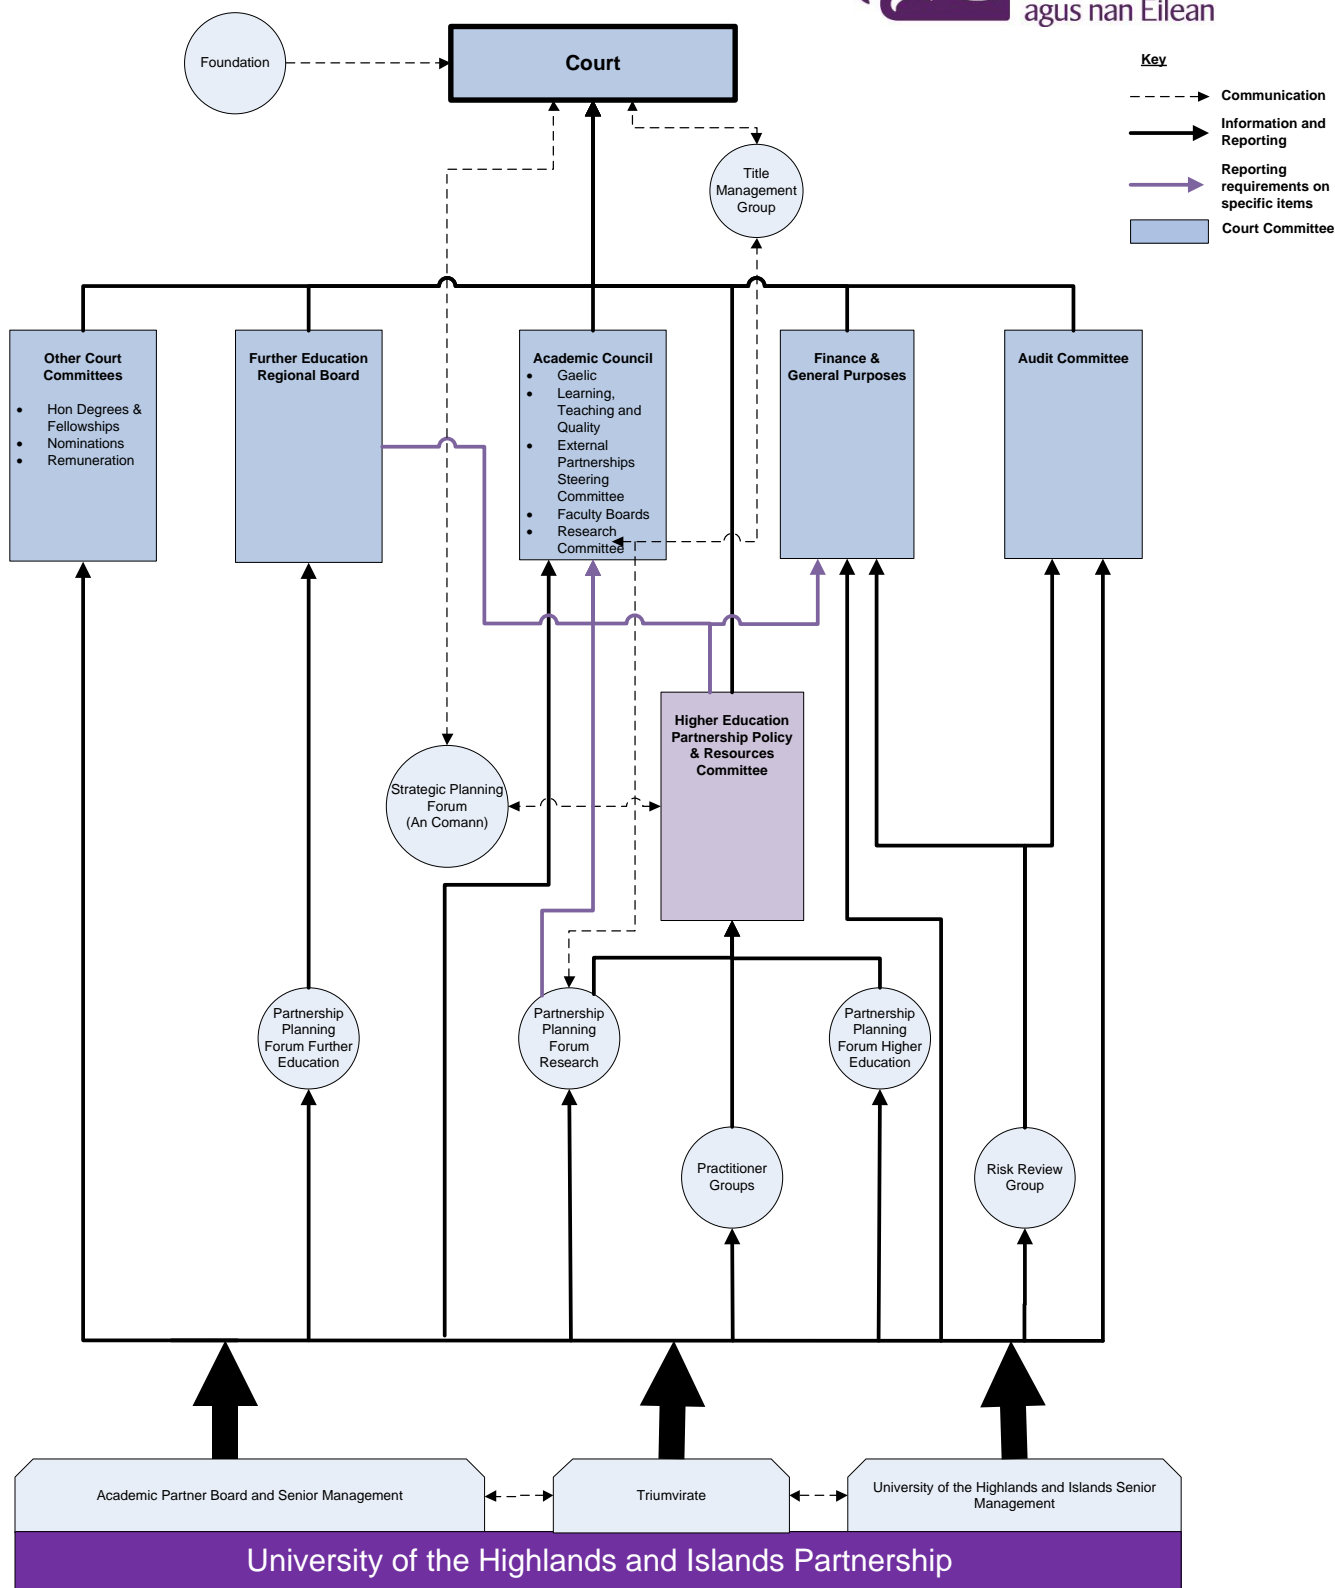 agus nan Eilean
Foundation
Court
Key
Communication
Information and
Reporting
Reporting
requirements on
specific items
Court Committee
Title
Management
Group
Other Court
Committees
• Hon Degrees &
Fellowships
• Nominations
• Remuneration
Further Education
Regional Board
Academic Council
• Gaelic
• Learning,
Teaching and
Quality
• External
Partnerships
Steering
Committee
• Faculty Boards
• Research
Committee
Finance &
General Purposes
Audit Committee
Higher Education
Partnership Policy
& Resources
Committee
Strategic Planning
Forum
(An Comann)
Partnership
Planning
Forum Further
Education
Partnership
Planning
Forum
Research
Partnership
Planning
Forum Higher
Education
Practitioner
Groups
Risk Review
Group
Academic Partner Board and Senior Management
Triumvirate
University of the Highlands and Islands Senior
Management
University of the Highlands and Islands Partnership